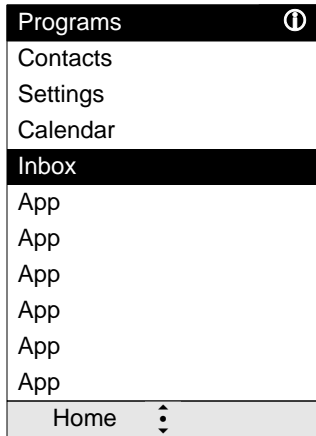 Programs
Contacts
Settings
Calendar
Inbox
App
App
App
App
App
App
Home